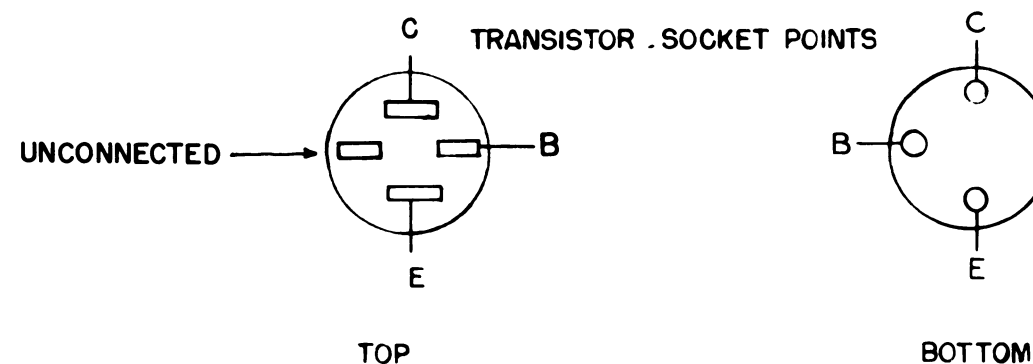 C
TRANSISTOR . SOCKET POINTS
C
UNCONNECTED
B
B
E
E
TOP
BOTTOM